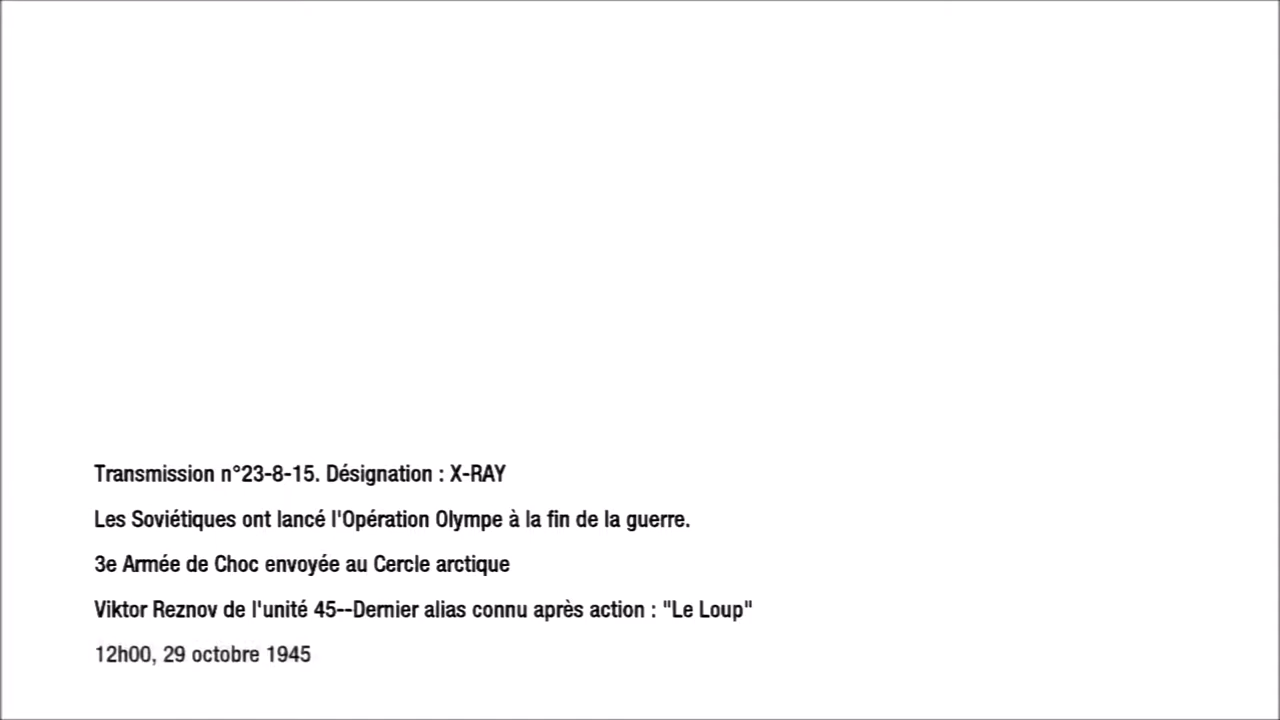 Transmission n°23-8-15. Désignation : X-RAY
Les Soviétiques ont lancé l'Opération Olympe à la fin de la guerre.
3e Armée de Choc envoyée au Cercle arctique
Viktor Reznov de l'unité 45--Dernier alias connu après action : "Le Loup"
12h00, 29 octobre 1945